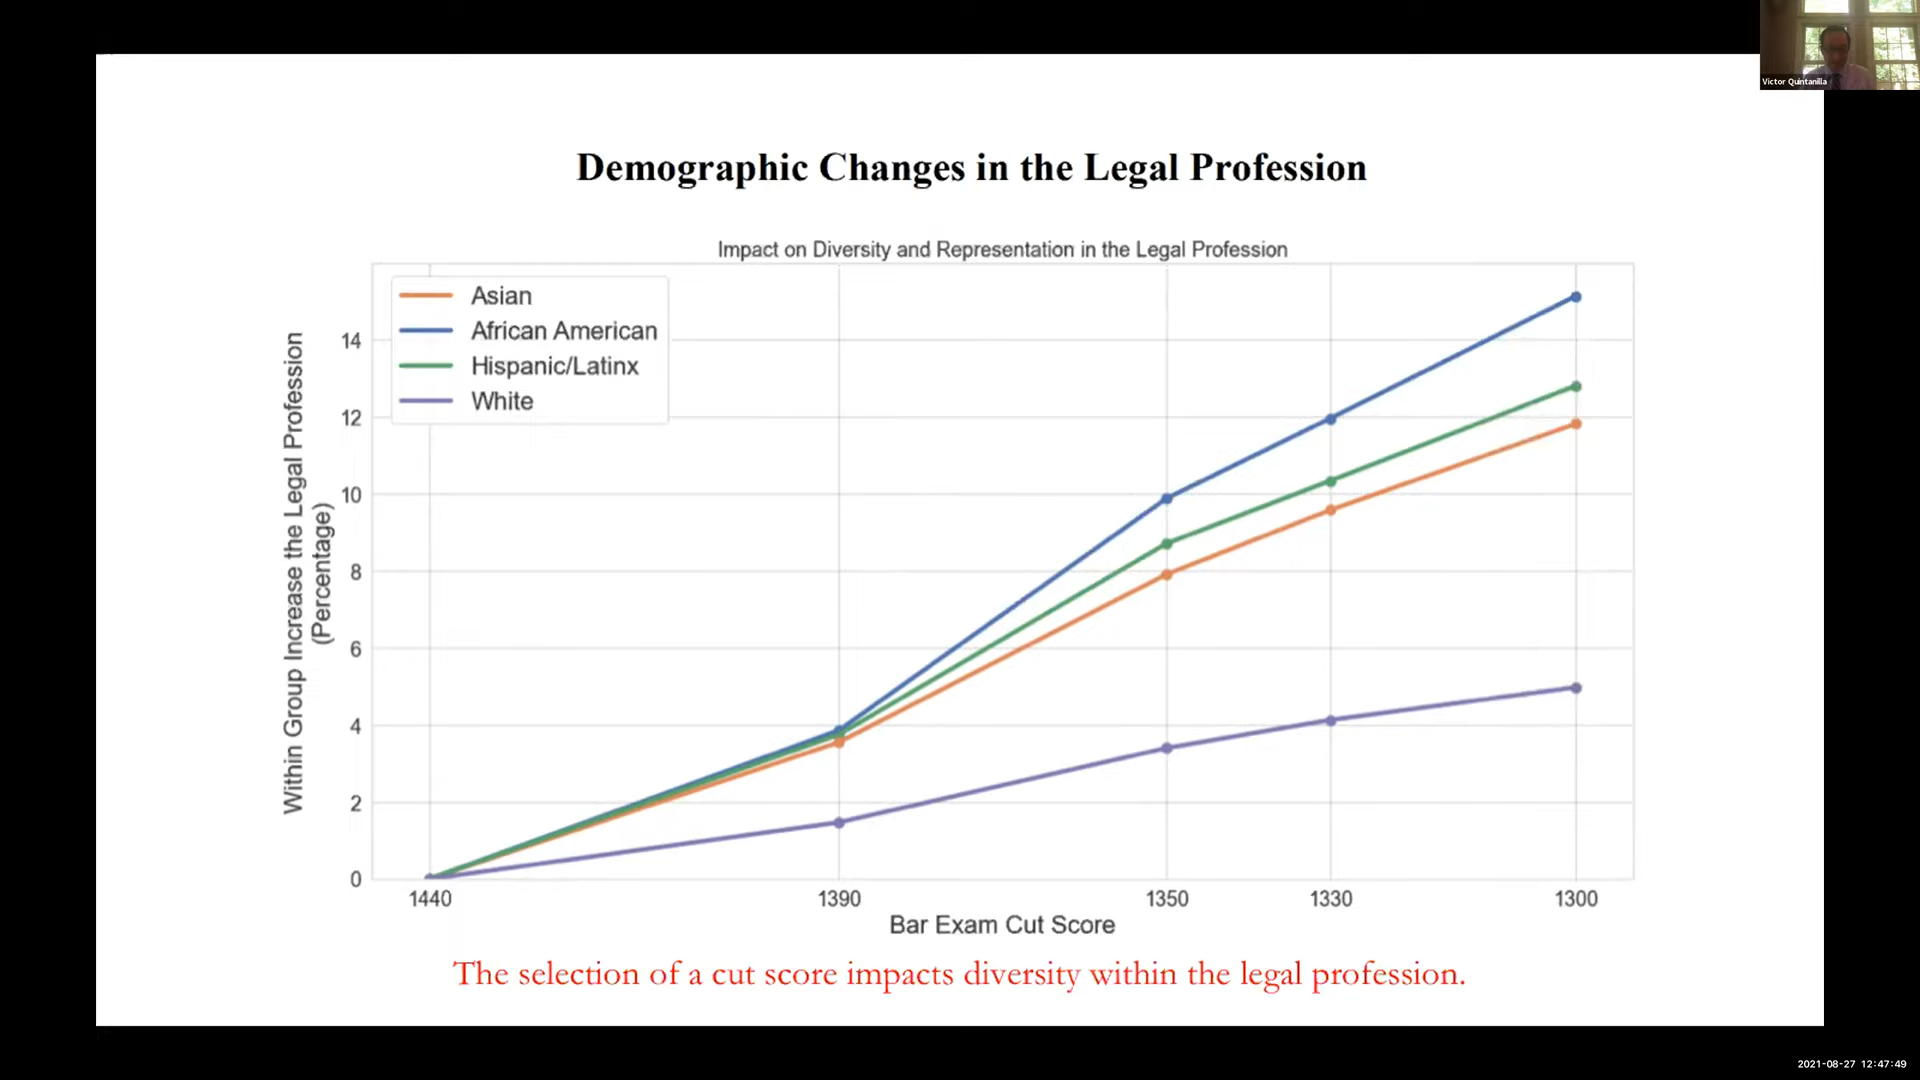 Victor Quintanilla
Demographic Changes in the Legal Profession
Impact on Diversity and Representation in the Legal Profession
Asian
African American
Hispanic/Latinx
White
Within Group Increase the Legal Profession
(Percentage)
14
12
10
8
6
4
2
0
1440
1390
1350
1330
1300
Bar Exam Cut Score
The selection of a cut score impacts diversity within the legal profession.
2021-08-27 12:47:49